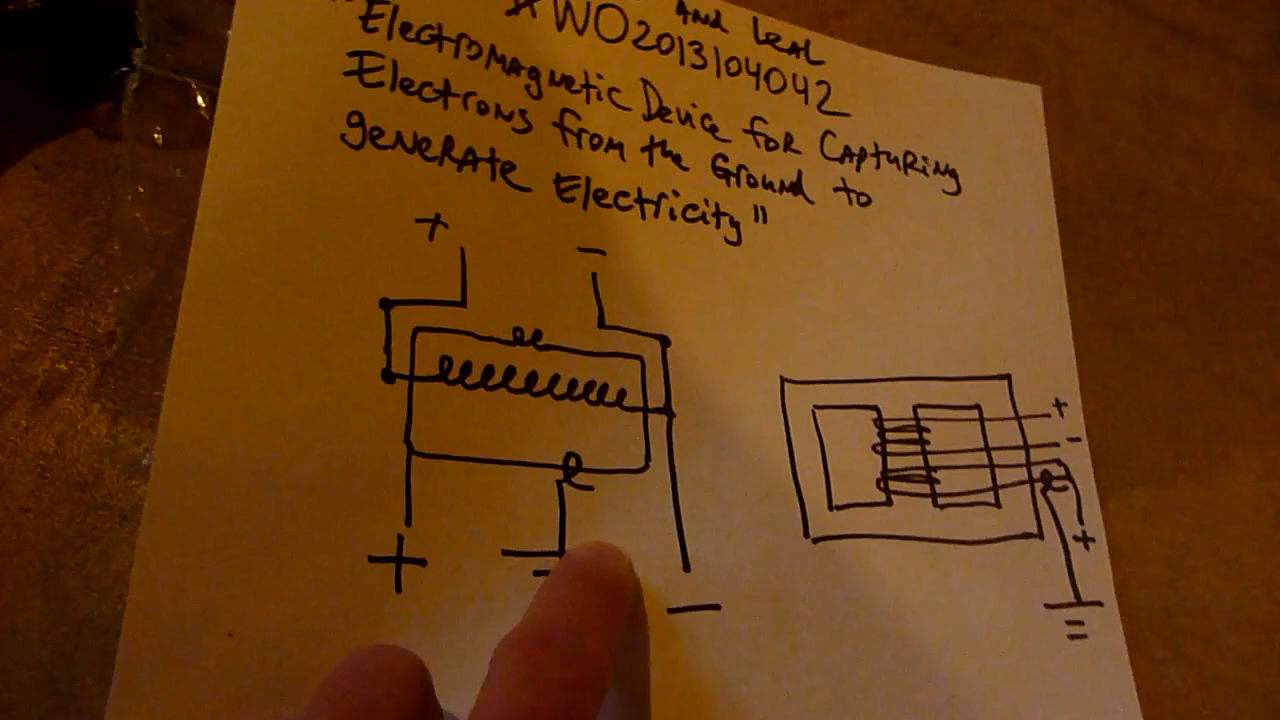 AND LEAL
*WO2013104042
Electromagnetic Device for Capturing
Electrons from the Ground to
generate Electricity"
+ -
+
-
+
+ -